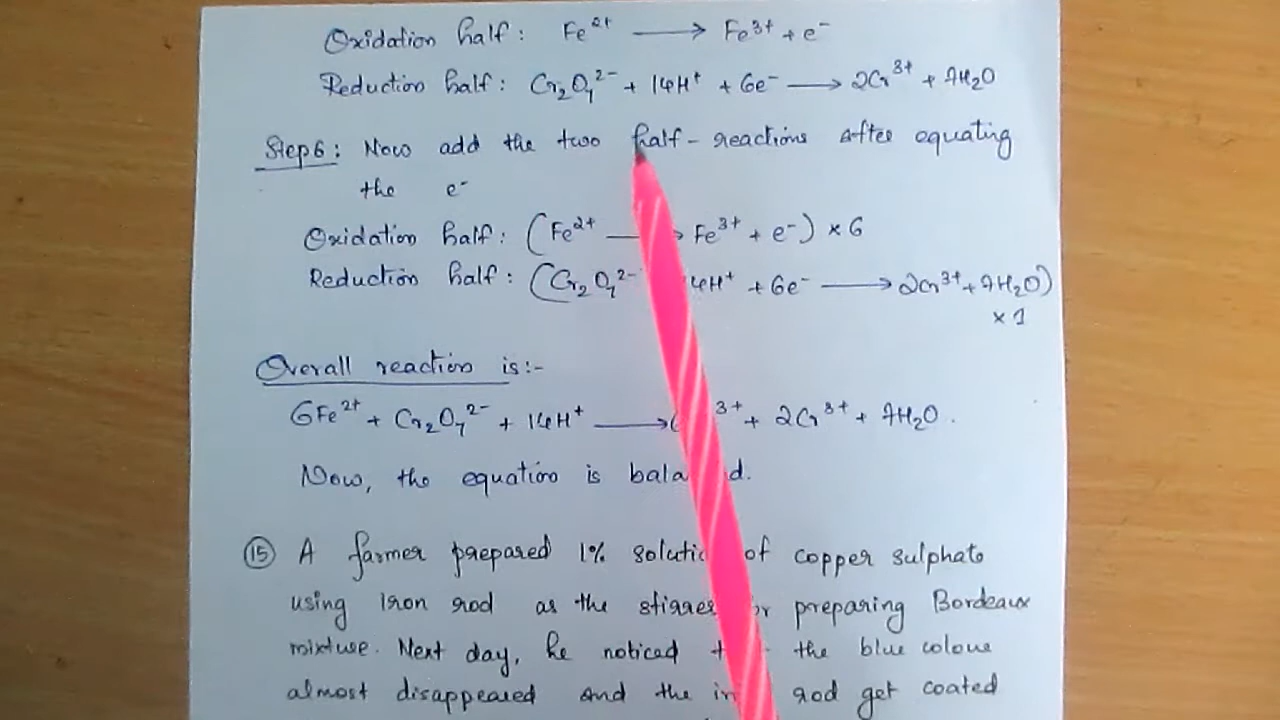 Oxidation half: Fe²⁺ ⟶ Fe³⁺ + e⁻
Reduction half: Cr₂O₇²⁻ + 14H⁺ + 6e⁻ ⟶ 2Cr³⁺ + 7H₂O
Step 6: Now add the two half-reactions after equating
the e⁻
Oxidation half: (Fe²⁺ ⟶ Fe³⁺ + e⁻) × 6
Reduction half: (Cr₂O₇²⁻ 14H⁺ + 6e⁻ ⟶ 2Cr³⁺ + 7H₂O)
× 1
Overall reaction is:-
6Fe²⁺ + Cr₂O₇²⁻ + 14H⁺ ⟶ ³⁺ + 2Cr³⁺ + 7H₂O.
Now, the equation is
15 A farmer prepared 1% of copper sulphate
using Iron rod as the preparing Bordeaux
mixture. Next day, he noticed the blue colour
almost disappeared and the rod get coated